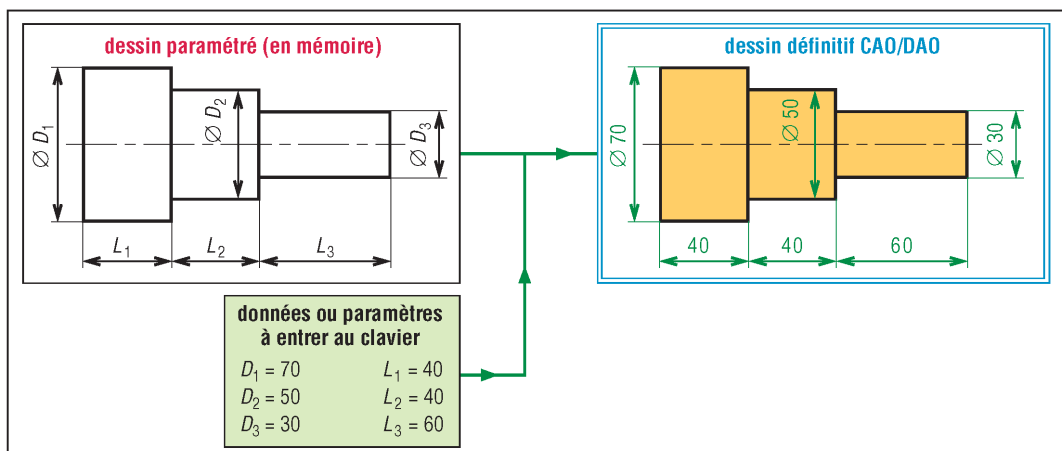 dessin paramétré (en mémoire)
Ø D₁
Ø D₂
Ø D₃
L₁
L₂
L₃
dessin définitif CAO/DAO
Ø 70
Ø 50
Ø 30
40
40
60
données ou paramètres
à entrer au clavier
D₁ = 70 L₁ = 40
D₂ = 50 L₂ = 40
D₃ = 30 L₃ = 60